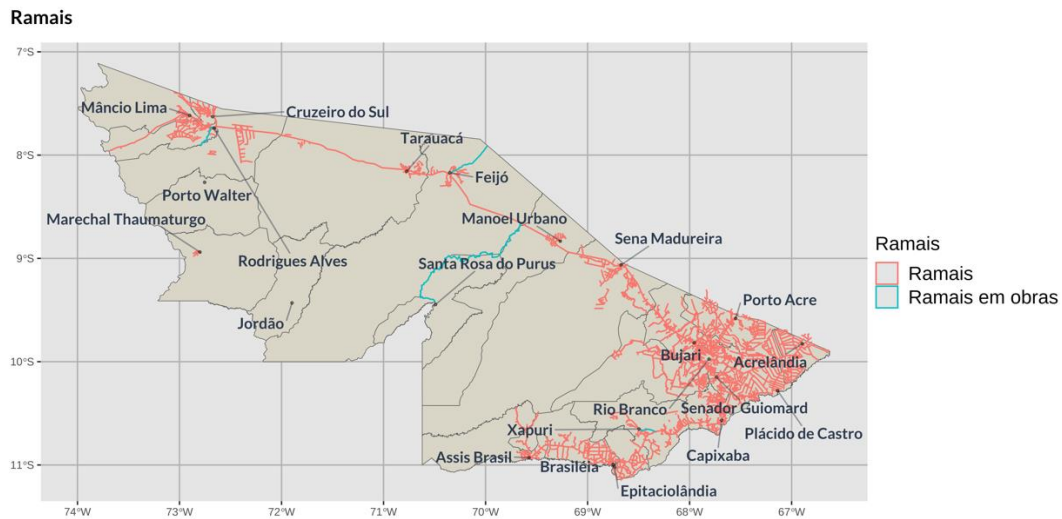 Ramais
7°S
Mâncio Lima
Cruzeiro do Sul
Tarauacá
8°S
Feijó
Porto Walter
Marechal Thaumaturgo
Manoel Urbano
Sena Madureira
Ramais
9°S
Rodrigues Alves
Santa Rosa do Purus
Ramais
Ramais em obras
Jordão
Porto Acre
10°S
Bujari
Acrelândia
Rio Branco
Senador Guiomard
Xapuri
Plácido de Castro
11°S
Assis Brasil
Brasiléia
Capixaba
Epitaciolândia
74°W 73°W 72°W 71°W 70°W 69°W 68°W 67°W